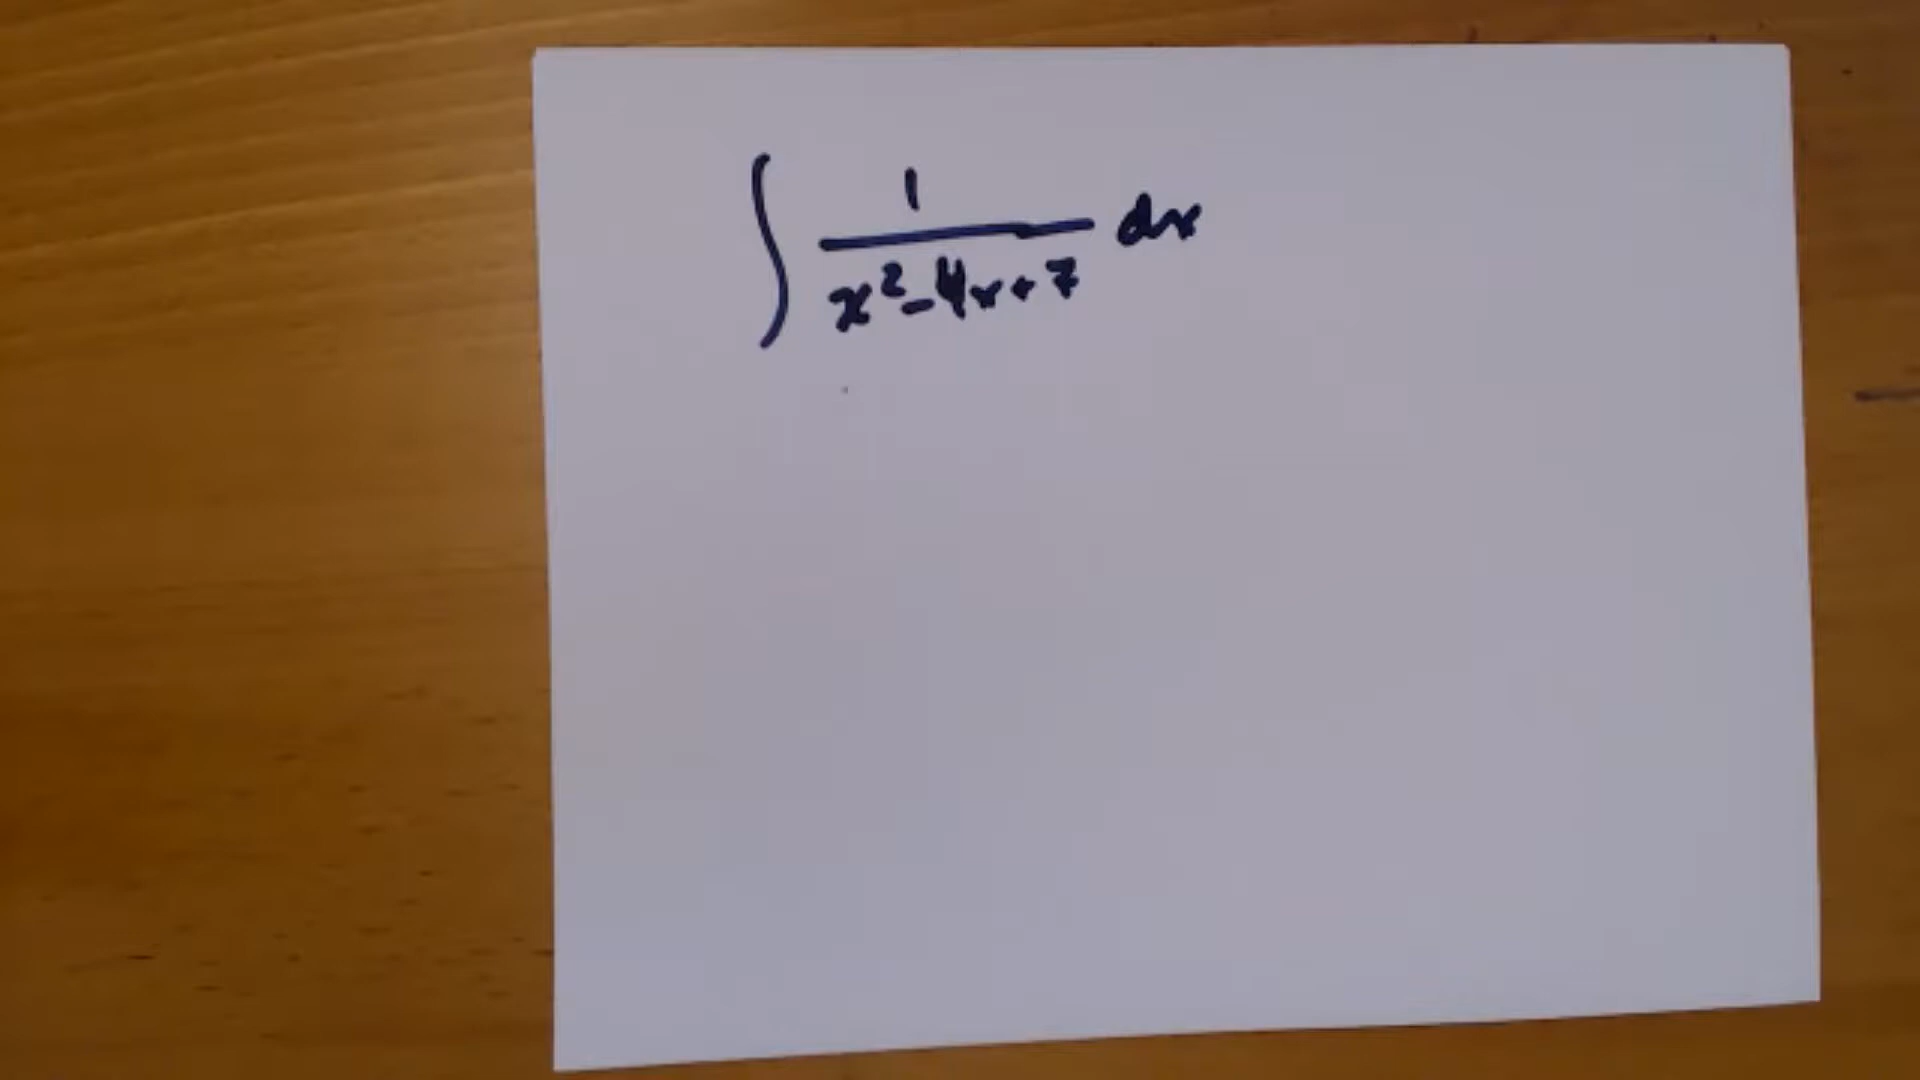 ∫ 1/(x²-4x+7) dx